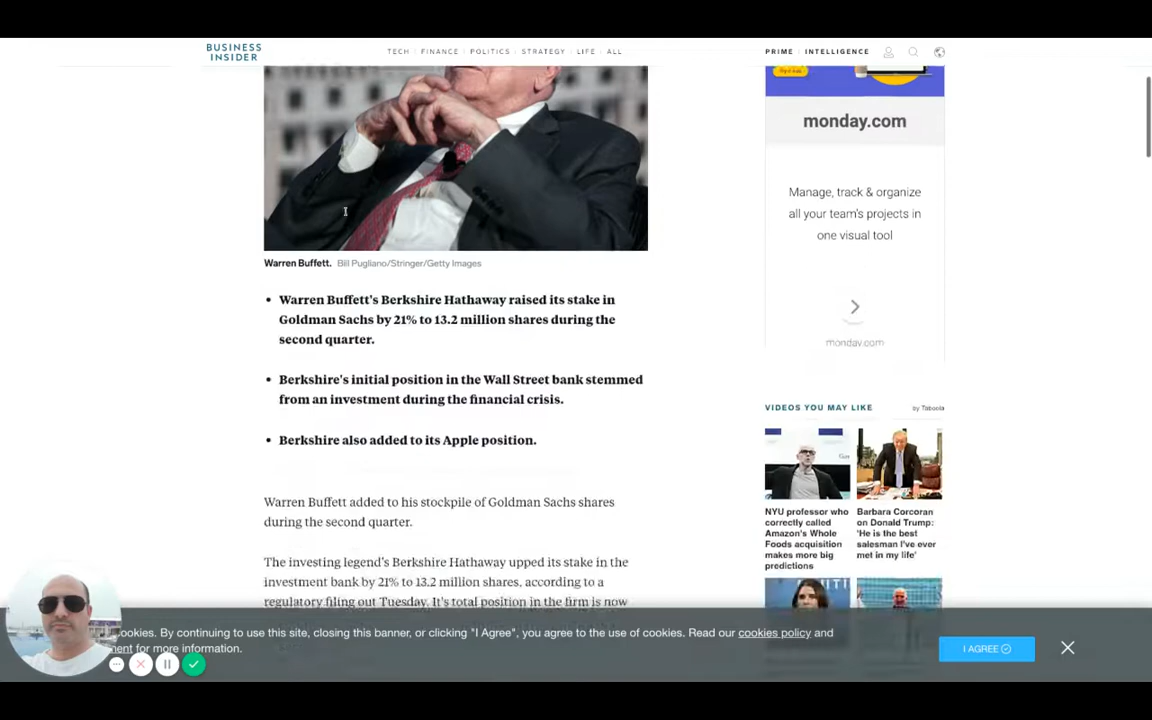 BUSINESS
INSIDER
TECH FINANCE POLITICS STRATEGY LIFE ALL
PRIME INTELLIGENCE
Warren Buffett. Bill Pugliano/Stringer/Getty Images
• Warren Buffett's Berkshire Hathaway raised its stake in
Goldman Sachs by 21% to 13.2 million shares during the
second quarter.
• Berkshire's initial position in the Wall Street bank stemmed
from an investment during the financial crisis.
• Berkshire also added to its Apple position.
Warren Buffett added to his stockpile of Goldman Sachs shares
during the second quarter.
The investing legend's Berkshire Hathaway upped its stake in the
investment bank by 21% to 13.2 million shares, according to a
regulatory filing out Tuesday. It's total position in the firm is now
monday.com
Manage, track & organize
all your team's projects in
one visual tool
monday.com
VIDEOS YOU MAY LIKE
by Taboola
NYU professor who
correctly called
Amazon's Whole
Foods acquisition
makes more big
predictions
Barbara Corcoran
on Donald Trump:
'He is the best
salesman I've ever
met in my life'
ookies. By continuing to use this site, closing this banner, or clicking "I Agree", you agree to the use of cookies. Read our cookies policy and
ent for more information.
I AGREE